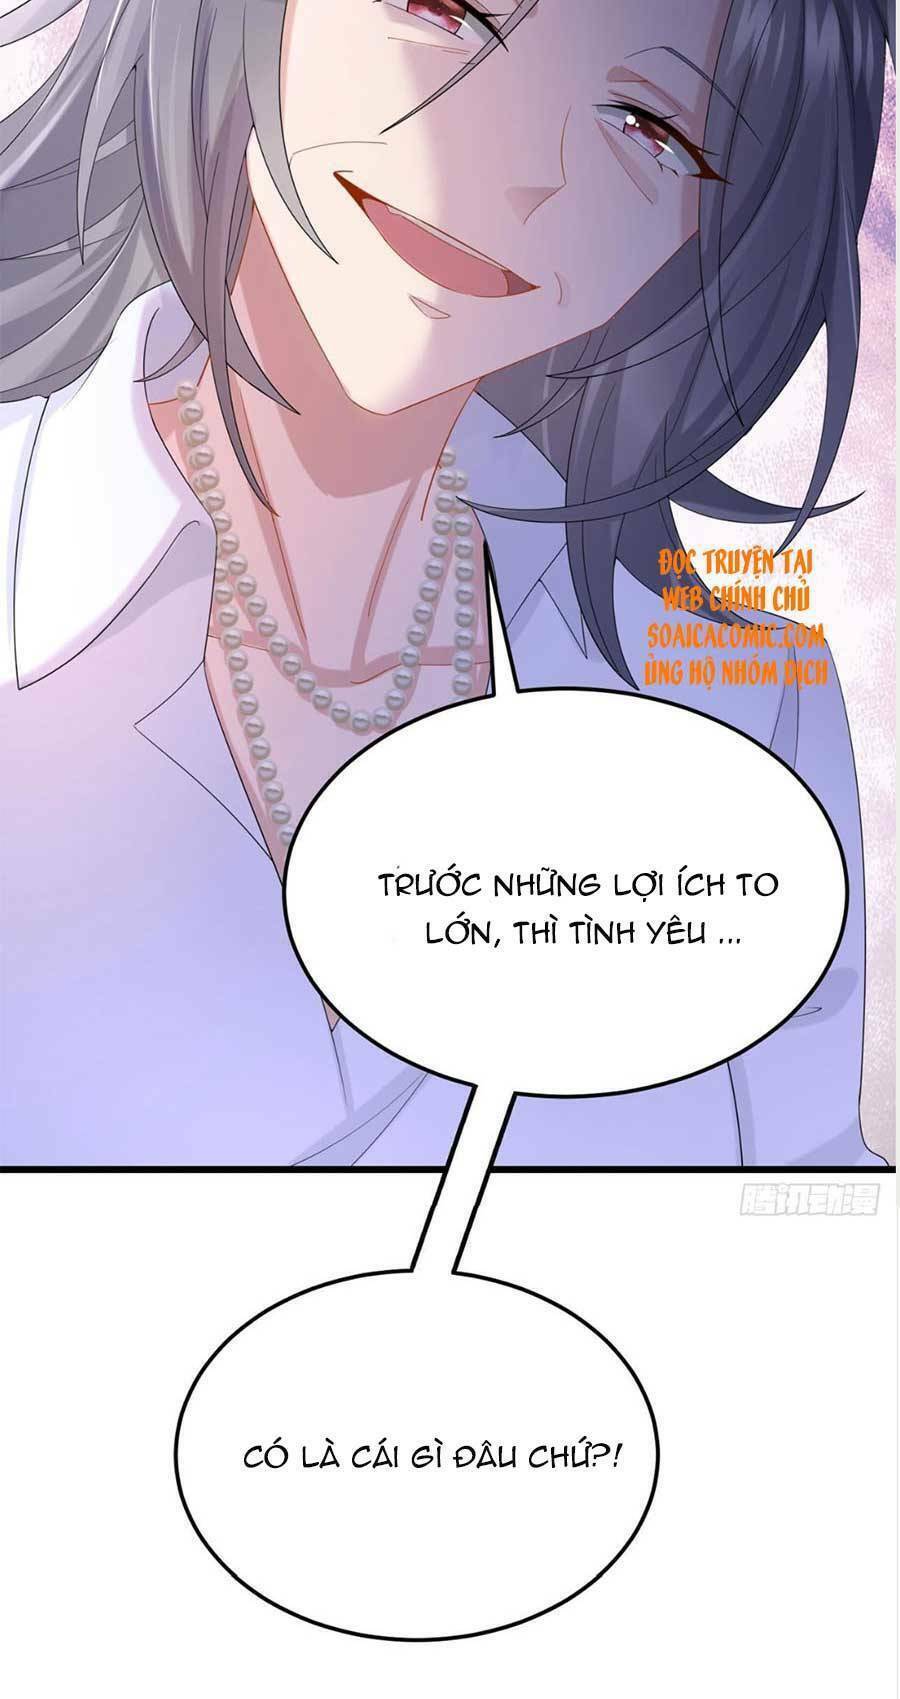 ĐỌC TRUYỆN TẠI
WEB CHÍNH CHỦ
SOAICACOMIC.COM
ỦNG HỘ NHÓM DỊCH
TRƯỚC NHỮNG LỢI ÍCH TO
LỚN, THÌ TÌNH YÊU ...
腾讯动漫
CÓ LÀ CÁI GÌ ĐÂU CHỨ?!